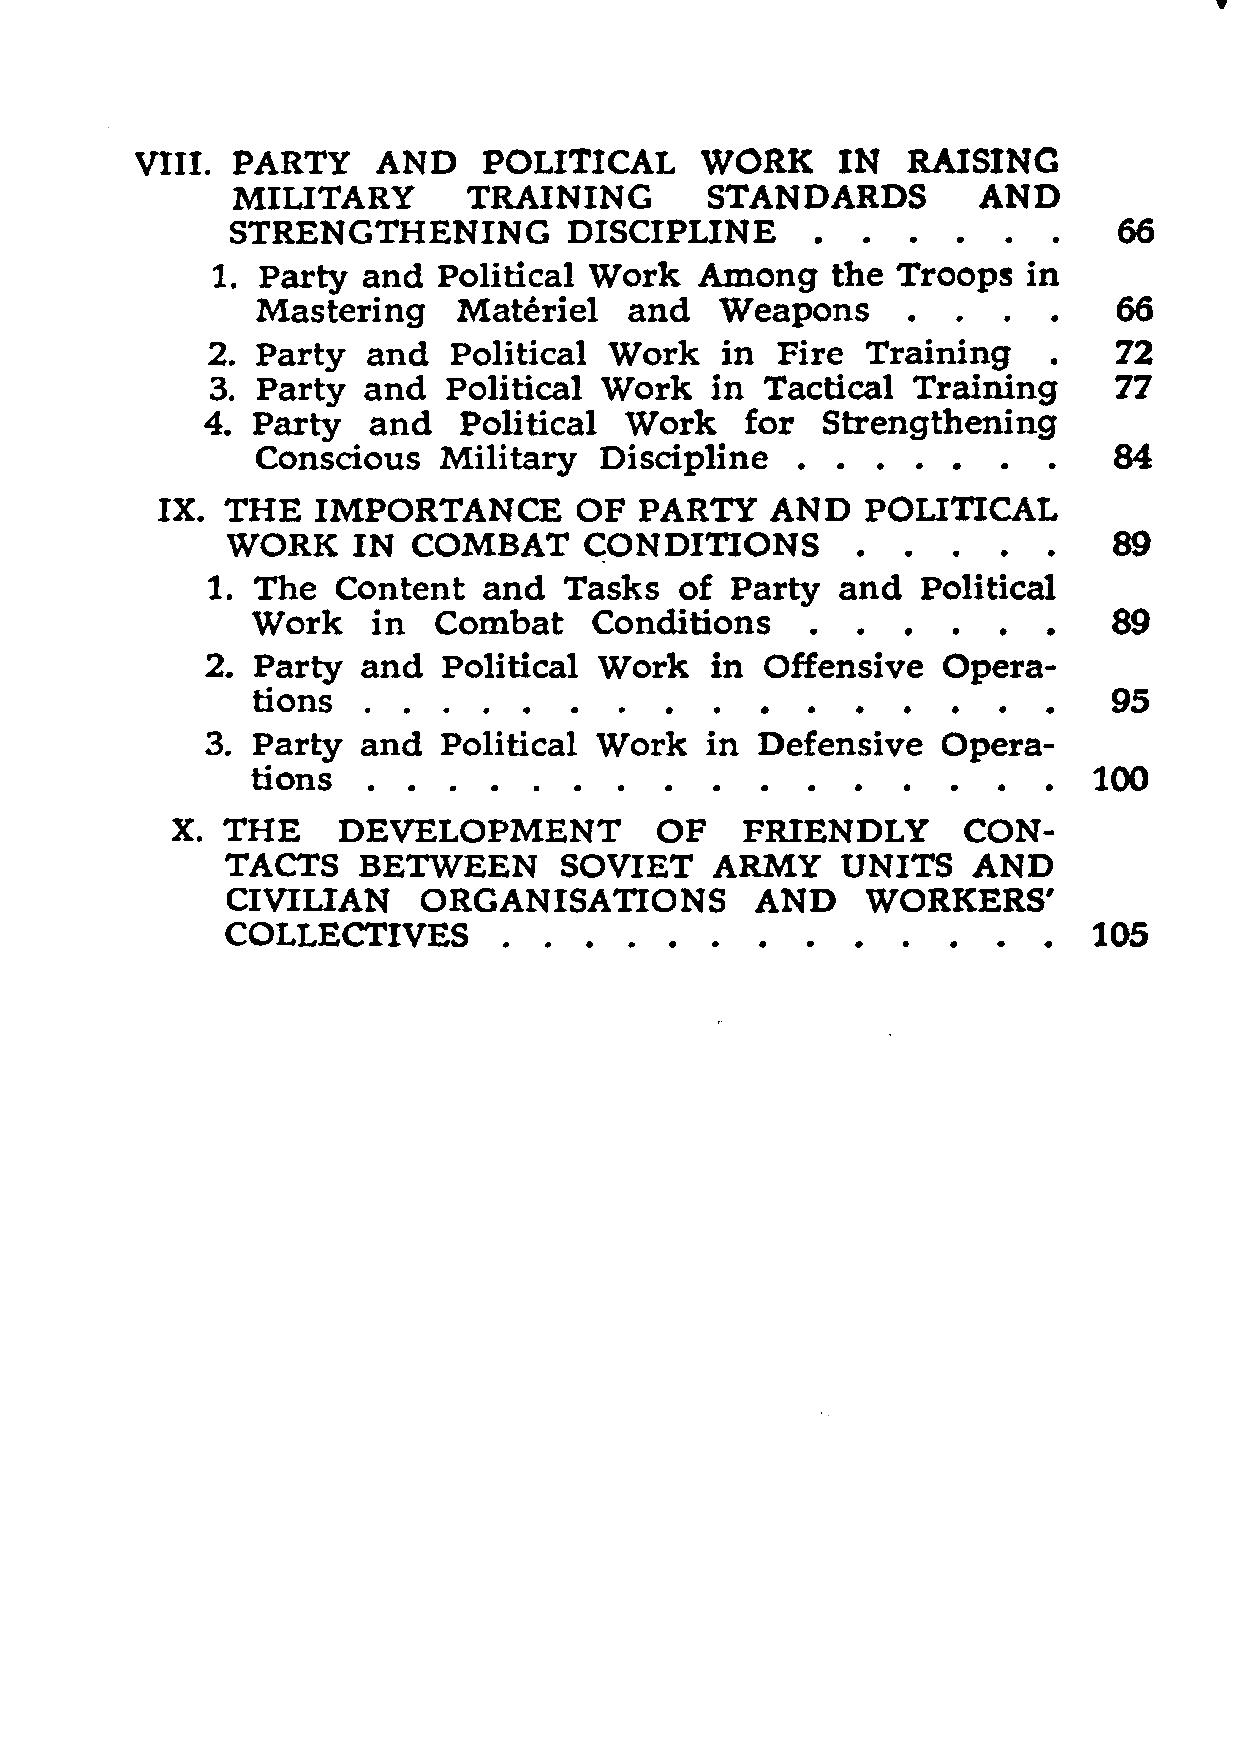 VIII. PARTY AND POLITICAL WORK IN RAISING
MILITARY TRAINING STANDARDS AND
STRENGTHENING DISCIPLINE . . . . . . 66
1. Party and Political Work Among the Troops in
Mastering Matériel and Weapons . . . . 66
2. Party and Political Work in Fire Training . 72
3. Party and Political Work in Tactical Training 77
4. Party and Political Work for Strengthening
Conscious Military Discipline . . . . . . . 84
IX. THE IMPORTANCE OF PARTY AND POLITICAL
WORK IN COMBAT CONDITIONS . . . . . 89
1. The Content and Tasks of Party and Political
Work in Combat Conditions . . . . . . 89
2. Party and Political Work in Offensive Opera-
tions . . . . . . . . . . . . . . . . 95
3. Party and Political Work in Defensive Opera-
tions . . . . . . . . . . . . . . . . 100
X. THE DEVELOPMENT OF FRIENDLY CON-
TACTS BETWEEN SOVIET ARMY UNITS AND
CIVILIAN ORGANISATIONS AND WORKERS'
COLLECTIVES . . . . . . . . . . . . . 105